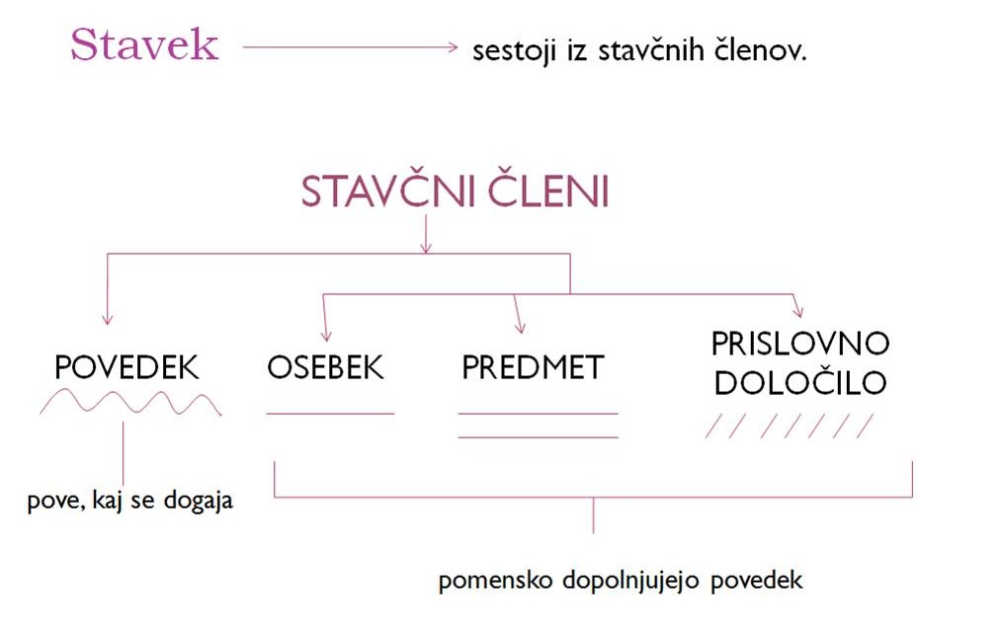 Stavek
sestoji iz stavčnih členov.
STAVČNI ČLENI
POVEDEK
OSEBEK
PREDMET
PRISLOVNO
DOLOČILO
pove, kaj se dogaja
pomensko dopolnjujejo povedek